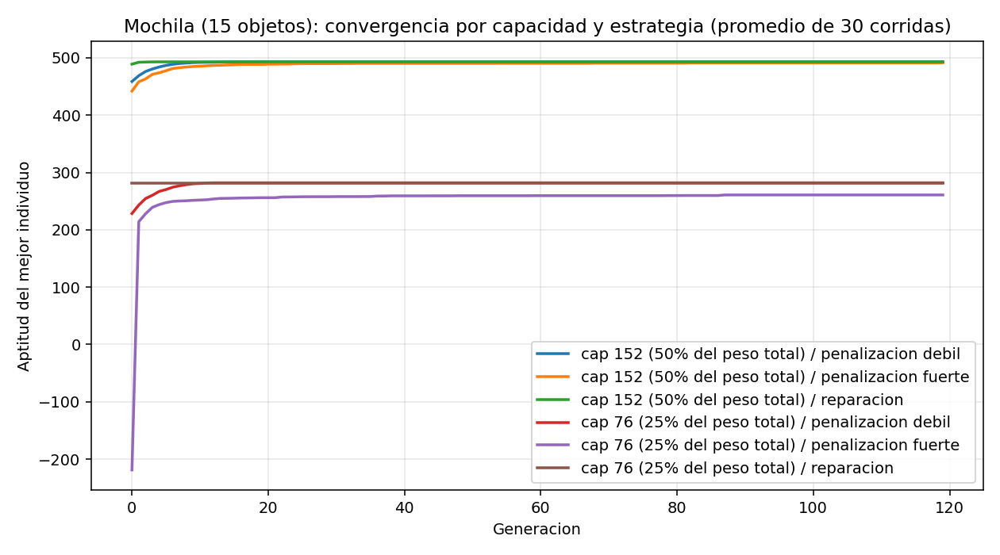 Mochila (15 objetos): convergencia por capacidad y estrategia (promedio de 30 corridas)
Aptitud del mejor individuo
500
400
300
200
100
0
−100
−200
cap 152 (50% del peso total) / penalizacion debil
cap 152 (50% del peso total) / penalizacion fuerte
cap 152 (50% del peso total) / reparacion
cap 76 (25% del peso total) / penalizacion debil
cap 76 (25% del peso total) / penalizacion fuerte
cap 76 (25% del peso total) / reparacion
0 20 40 60 80 100 120
Generacion